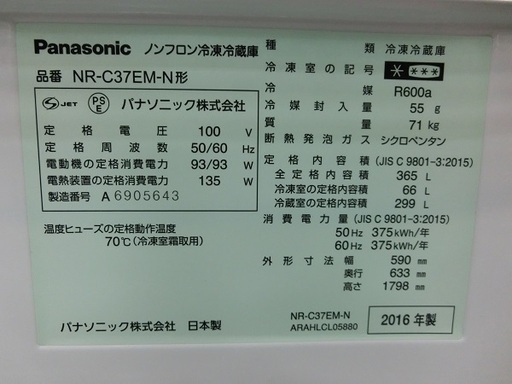 Panasonic ノンフロン冷凍冷蔵庫
品番 NR-C37EM-N形
JET PSE パナソニック株式会社
定格電圧 100 V
定格周波数 50/60 Hz
電動機の定格消費電力 93/93 W
電熱装置の定格消費電力 135 W
製造番号 A 6905643
温度ヒューズの定格動作温度
70℃(冷凍室霜取用)
パナソニック株式会社 日本製
種類 冷凍冷蔵庫
冷凍室の記号 * ***
冷媒 R600a
冷媒封入量 55 g
質量 71 kg
断熱発泡ガス シクロペンタン
定格内容積 (JIS C 9801-3:2015)
全定格内容積 365 L
冷凍室の定格内容積 66 L
冷蔵室の定格内容積 299 L
消費電力量 (JIS C 9801-3:2015)
50 Hz 375 kWh/年
60 Hz 375 kWh/年
外形寸法 幅 590 mm
奥行 633 mm
高さ 1798 mm
NR-C37EM-N
ARAHLCL05880
2016 年製